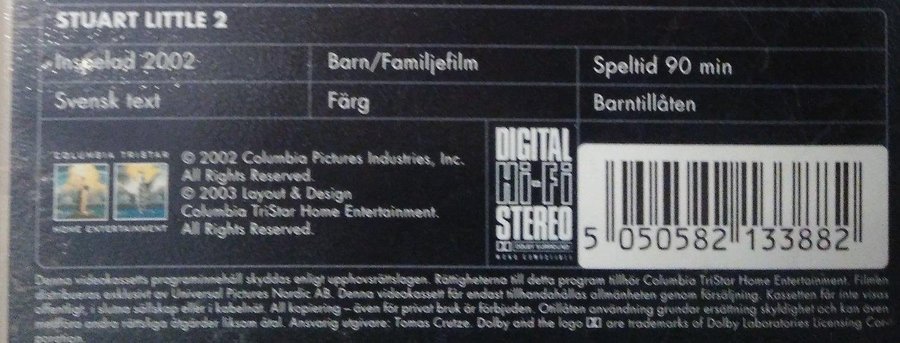 STUART LITTLE 2
Inspelad 2002
Barn/Familjefilm
Speltid 90 min
Svensk text
Färg
Barntillåten
COLUMBIA TRISTAR
HOME ENTERTAINMENT
© 2002 Columbia Pictures Industries, Inc.
All Rights Reserved.
© 2003 Layout & Design
Columbia TriStar Home Entertainment.
All Rights Reserved.
DIGITAL
Hi-Fi
STEREO
DOLBY SURROUND
MONO COMPATIBLE
5 050582 133882
Denna videokassetts programinnehåll skyddas enligt upphovsrättslagen. Rättigheterna till detta program tillhör Columbia TriStar Home Entertainment. Filmen
distribueras exklusivt av Universal Pictures Nordic AB. Denna videokassett får endast tillhandahållas allmänheten genom försäljning. Kassetten får inte visas
offentligt, i slutna sällskap eller i kabelnät. All kopiering – även för privat bruk är förbjuden. Otillåten användning grundar ersättning skyldighet och kan även
medföra andra rättsliga åtgärder liksom åtal. Ansvarig utgivare: Tomas Crutze. Dolby and the logo are trademarks of Dolby Laboratories Licensing Cor-
poration.